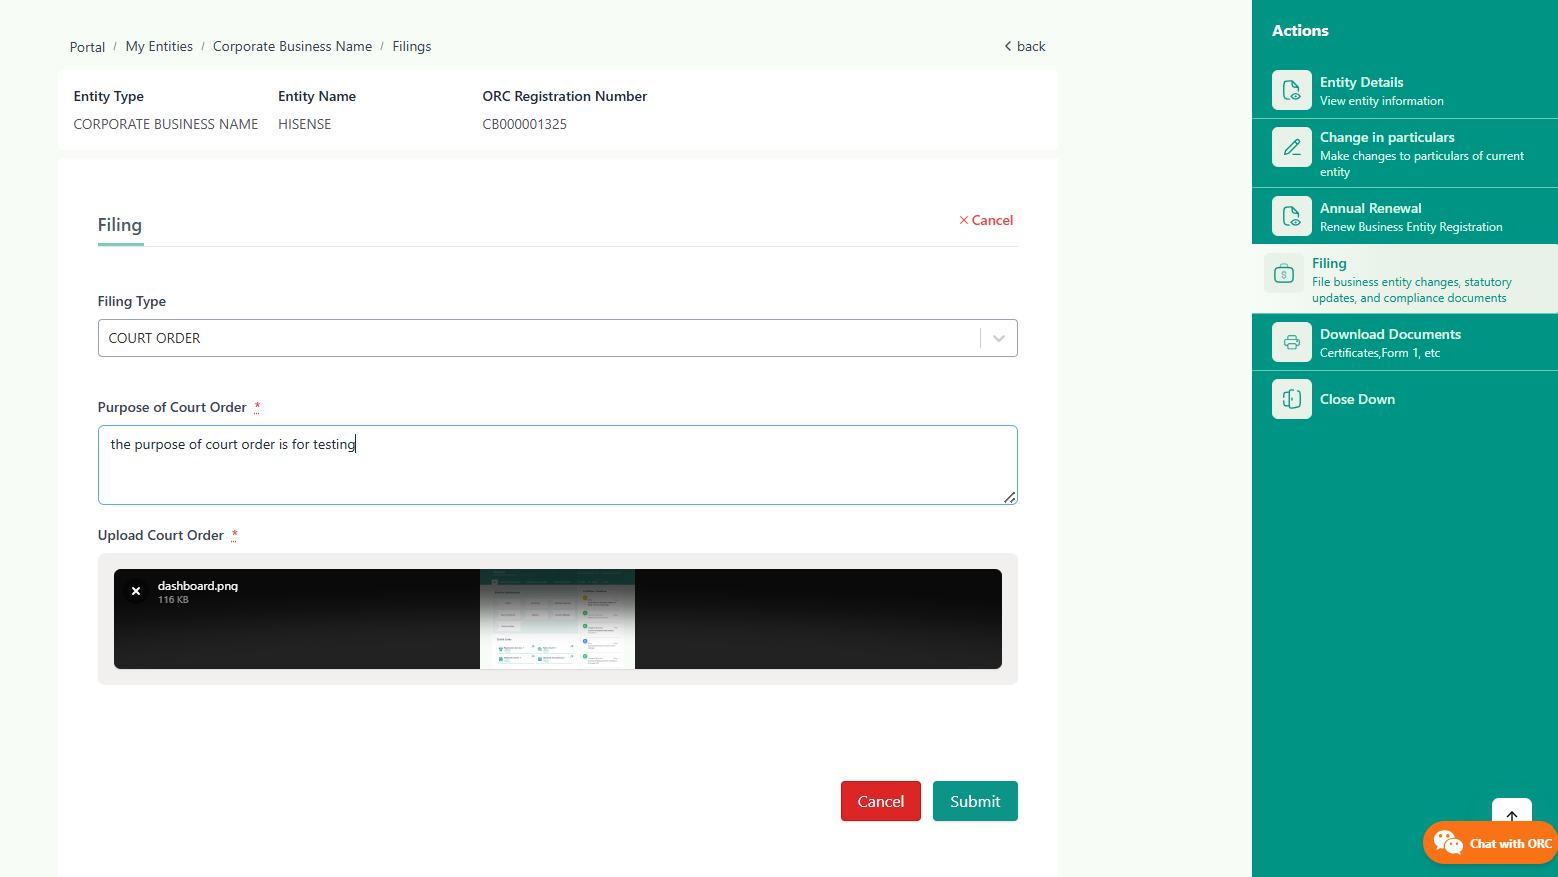 Portal / My Entities / Corporate Business Name / Filings
back
Entity Type
CORPORATE BUSINESS NAME
Entity Name
HISENSE
ORC Registration Number
CB000001325
Filing
Cancel
Filing Type
COURT ORDER
Purpose of Court Order *
the purpose of court order is for testing
Upload Court Order *
dashboard.png
116 KB
Cancel
Submit
Actions
Entity Details
View entity information
Change in particulars
Make changes to particulars of current
entity
Annual Renewal
Renew Business Entity Registration
Filing
File business entity changes, statutory
updates, and compliance documents
Download Documents
Certificates,Form 1, etc
Close Down
Chat with ORC